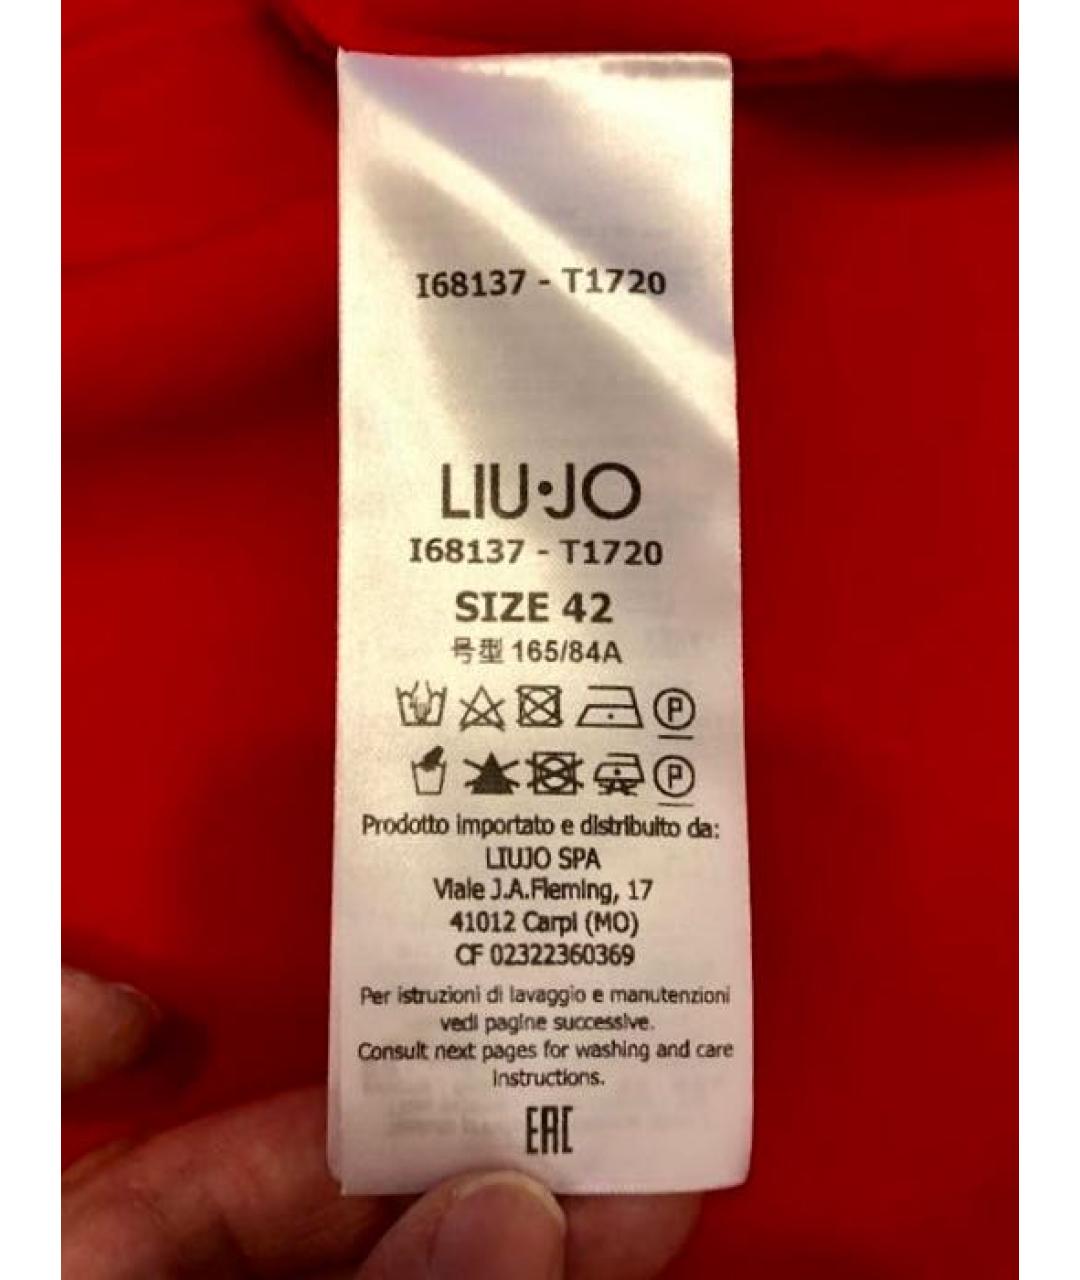 I68137 - T1720
LIU·JO
I68137 - T1720
SIZE 42
号型 165/84A
P
P
Prodotto importato e distribuito da:
LIUJO SPA
Viale J.A.Fleming, 17
41012 Carpi (MO)
CF 02322360369
Per istruzioni di lavaggio e manutenzioni
vedi pagine successive.
Consult next pages for washing and care
instructions.
EAC